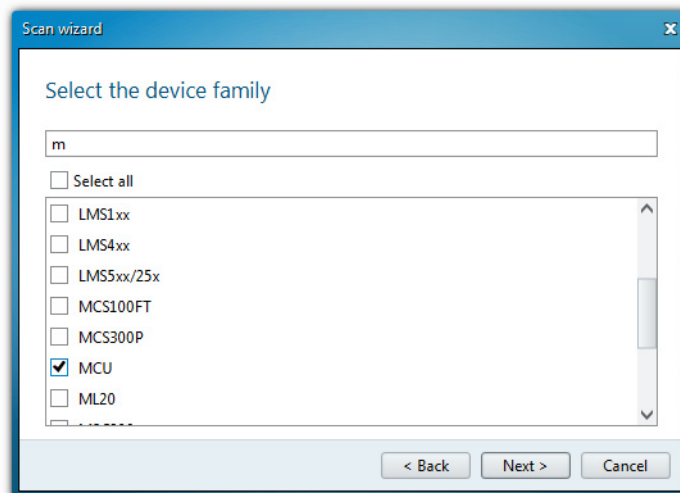 Scan wizard
Select the device family
m
Select all
LMS1xx
LMS4xx
LMS5xx/25x
MCS100FT
MCS300P
MCU
ML20
< Back
Next >
Cancel